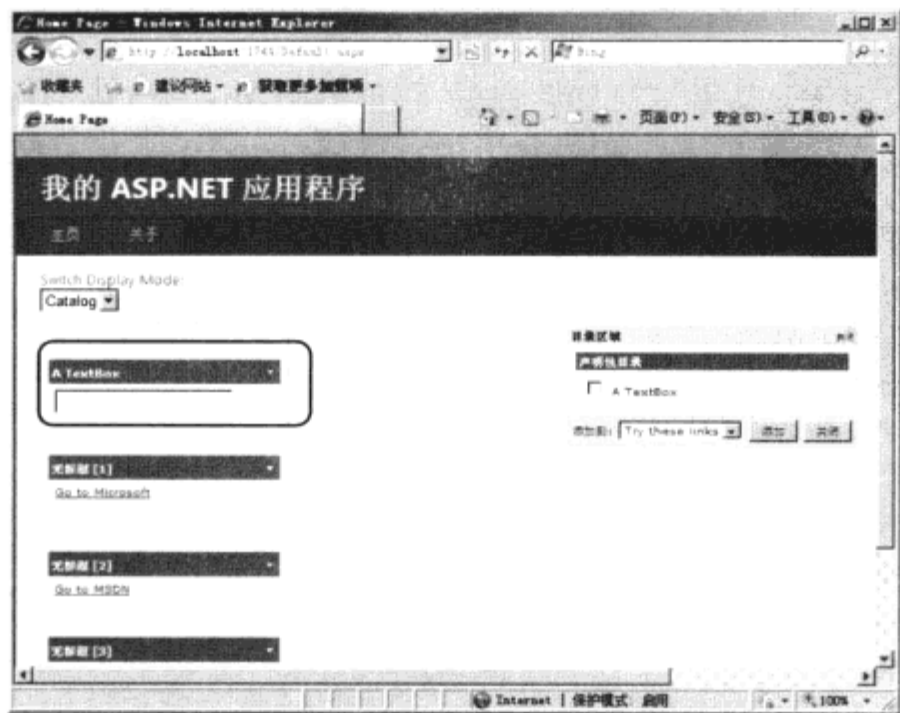 Home Page - Windows Internet Explorer
http://localhost:1744/Default.aspx
Bing
收藏夹 建议网站 获取更多加载项
Home Page 页面(P) 安全(S) 工具(O)
我的 ASP.NET 应用程序
主页 关于
Switch Display Mode:
Catalog
目录区域 关闭
A TextBox
声明性目录
A TextBox
添加到: Try these links 添加 关闭
无标题 [1]
Go to Microsoft
无标题 [2]
Go to MSDN
无标题 [3]
Internet | 保护模式: 启用 100%